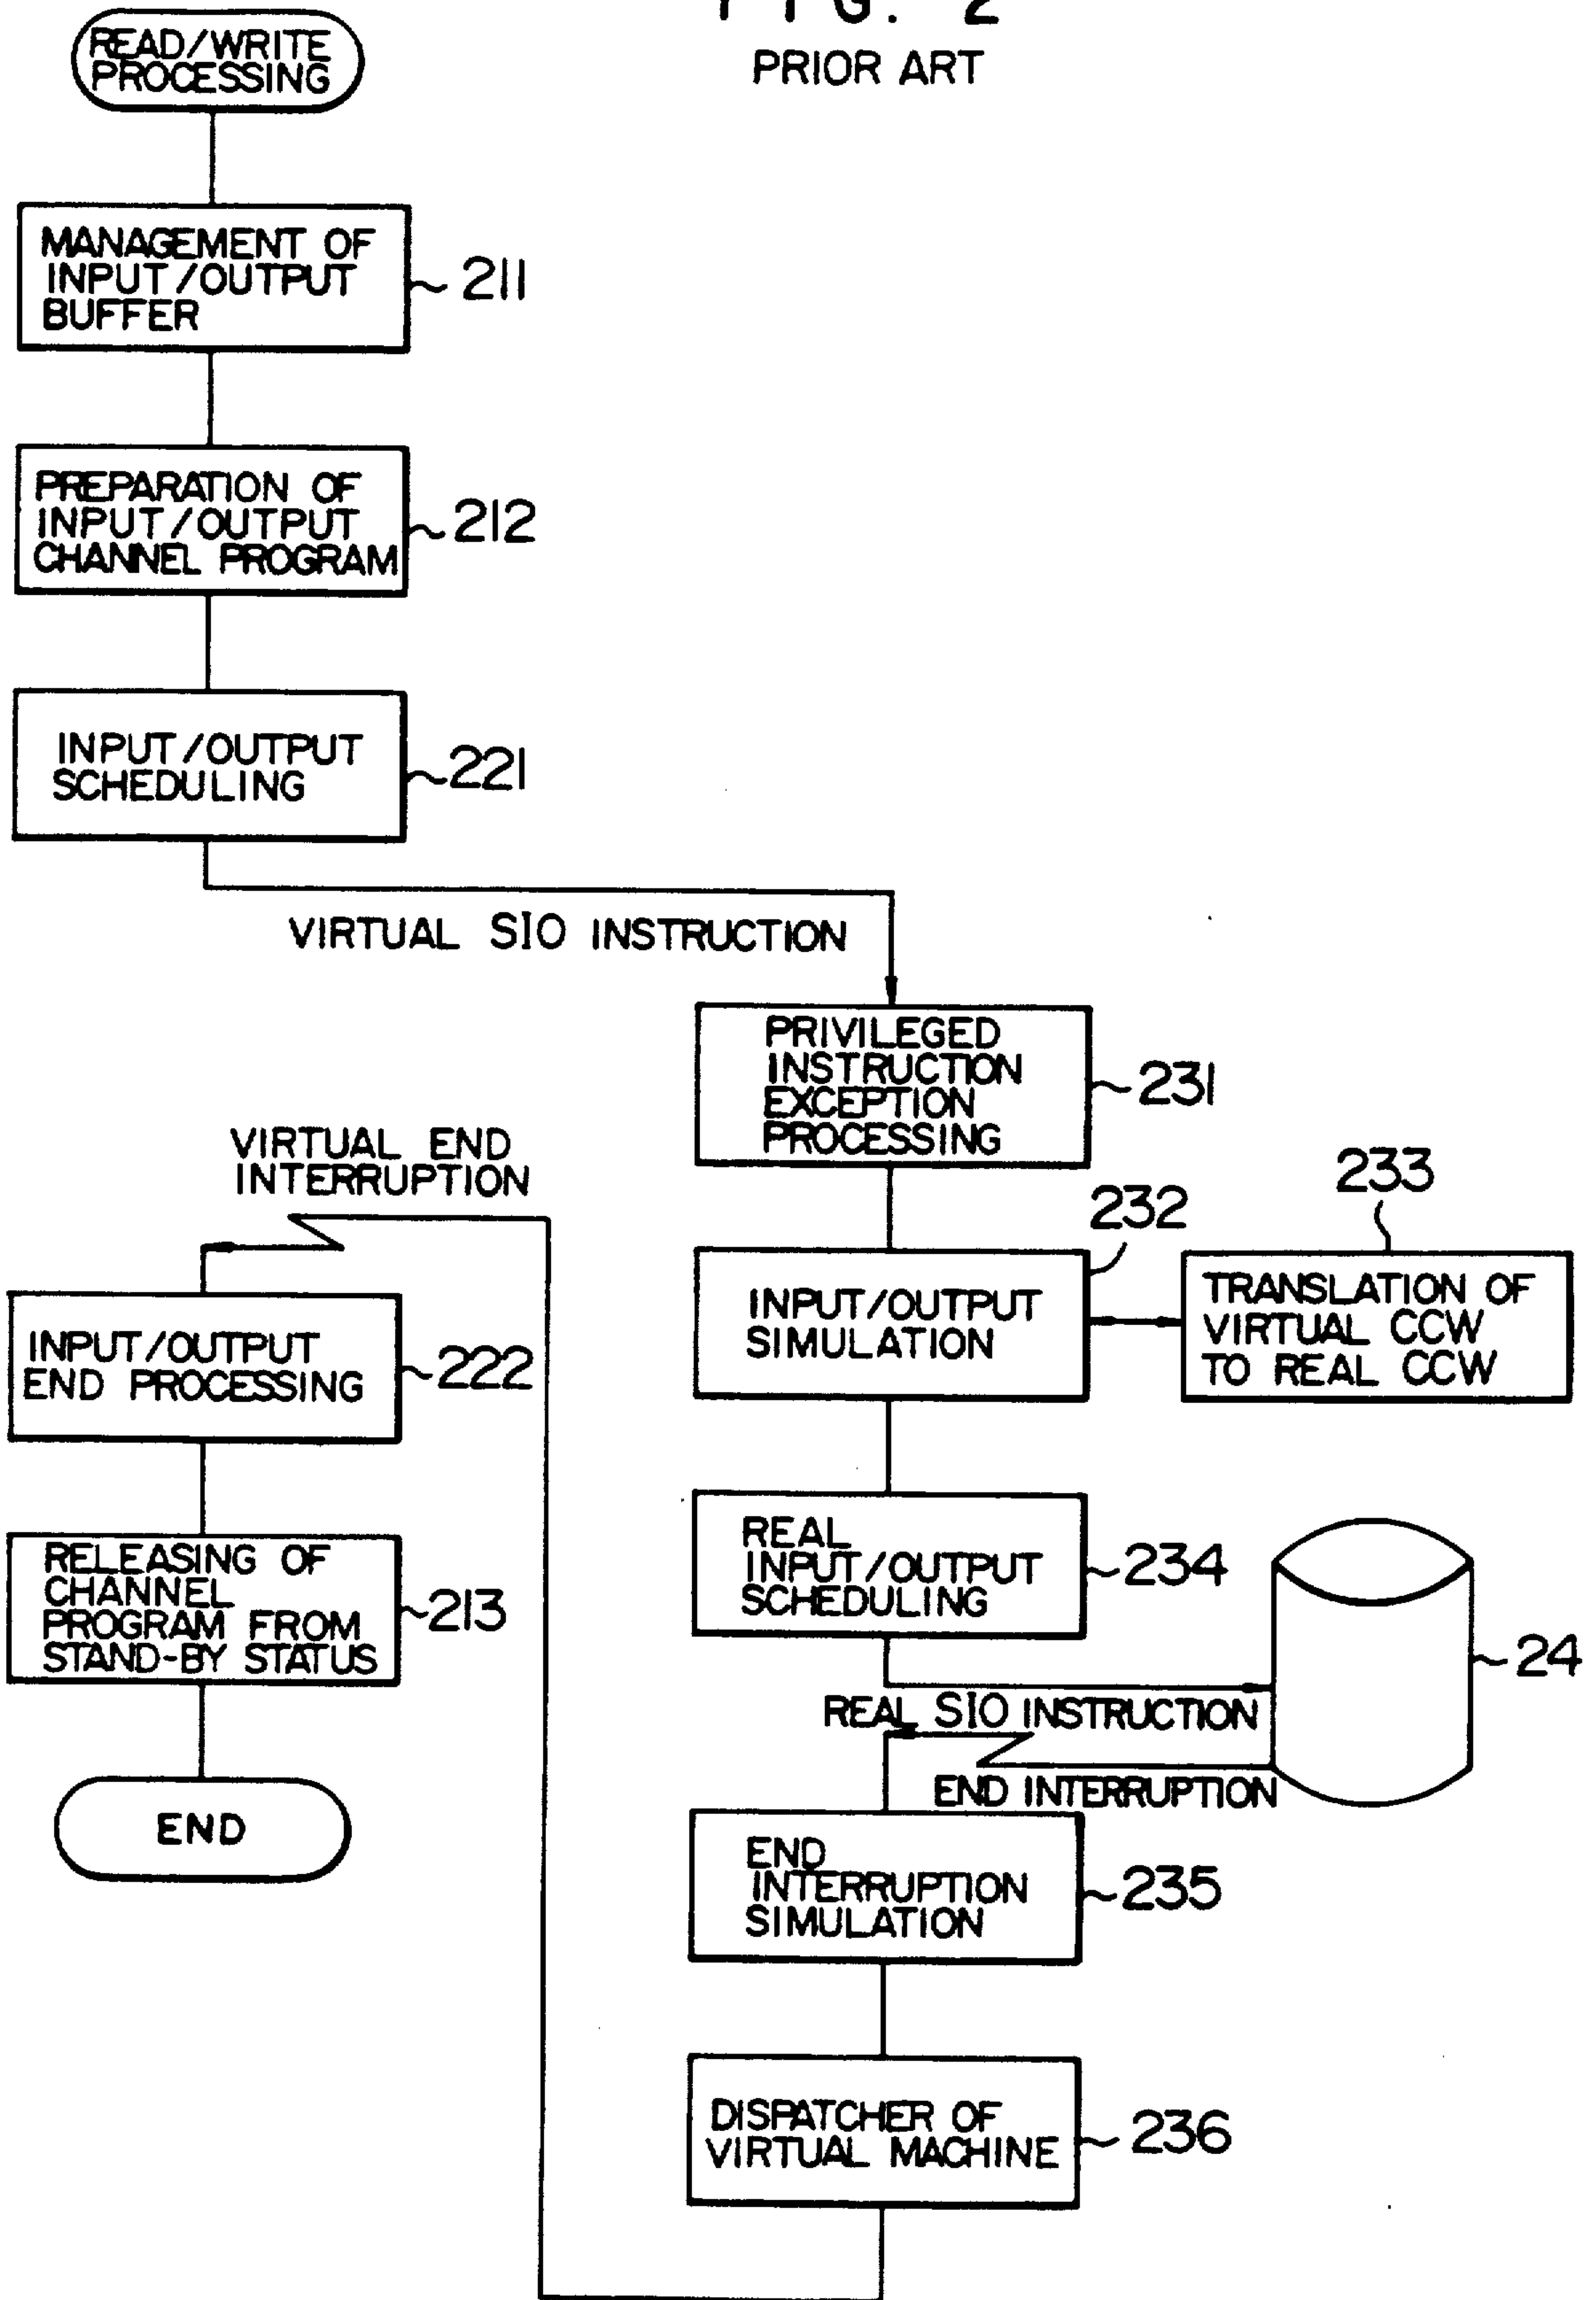 FIG. 2
PRIOR ART
READ/WRITE
PROCESSING
MANAGEMENT OF
INPUT/OUTPUT
BUFFER
211
PREPARATION OF
INPUT/OUTPUT
CHANNEL PROGRAM
212
INPUT/OUTPUT
SCHEDULING
221
VIRTUAL SIO INSTRUCTION
PRIVILEGED
INSTRUCTION
EXCEPTION
PROCESSING
231
VIRTUAL END
INTERRUPTION
232
233
INPUT/OUTPUT
SIMULATION
TRANSLATION OF
VIRTUAL CCW
TO REAL CCW
INPUT/OUTPUT
END PROCESSING
222
REAL
INPUT/OUTPUT
SCHEDULING
234
RELEASING OF
CHANNEL
PROGRAM FROM
STAND-BY STATUS
213
24
REAL SIO INSTRUCTION
END INTERRUPTION
END
END
INTERRUPTION
SIMULATION
235
DISPATCHER OF
VIRTUAL MACHINE
236